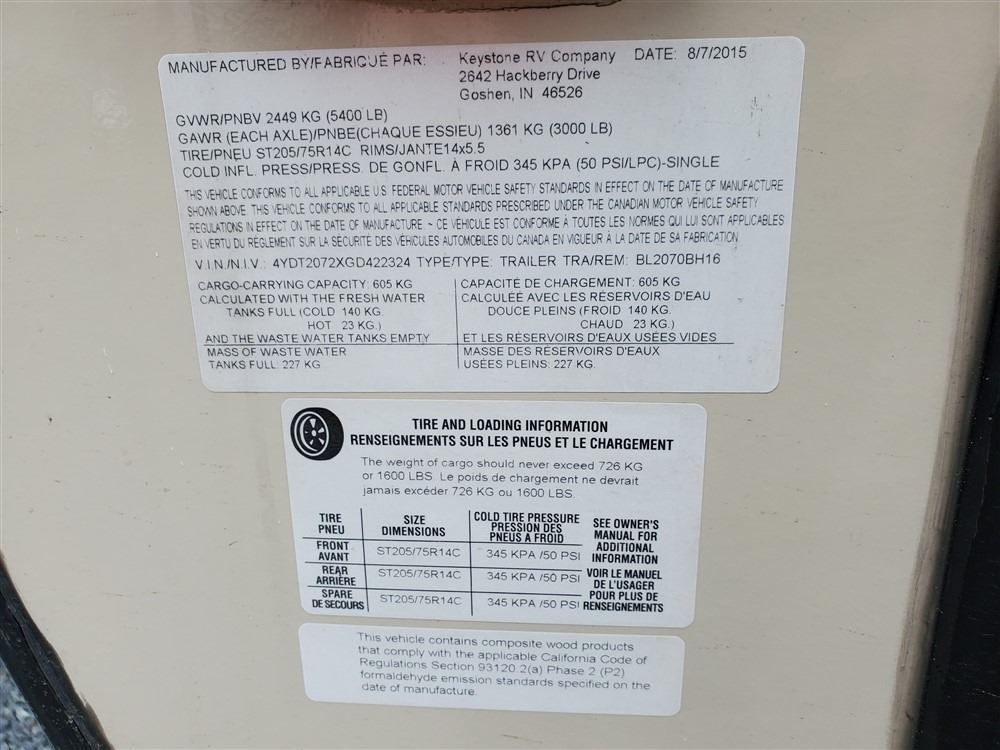 MANUFACTURED BY/FABRIQUÉ PAR: Keystone RV Company DATE: 8/7/2015
2642 Hackberry Drive
Goshen, IN 46526
GVWR/PNBV 2449 KG (5400 LB)
GAWR (EACH AXLE)/PNBE(CHAQUE ESSIEU) 1361 KG (3000 LB)
TIRE/PNEU ST205/75R14C RIMS/JANTE14x5.5
COLD INFL. PRESS/PRESS. DE GONFL. À FROID 345 KPA (50 PSI/LPC)-SINGLE
THIS VEHICLE CONFORMS TO ALL APPLICABLE U.S. FEDERAL MOTOR VEHICLE SAFETY STANDARDS IN EFFECT ON THE DATE OF MANUFACTURE
SHOWN ABOVE. THIS VEHICLE CONFORMS TO ALL APPLICABLE STANDARDS PRESCRIBED UNDER THE CANADIAN MOTOR VEHICLE SAFETY
REGULATIONS IN EFFECT ON THE DATE OF MANUFACTURE. ~ CE VÉHICULE EST CONFORME À TOUTES LES NORMES QUI LUI SONT APPLICABLES
EN VERTU DU RÈGLEMENT SUR LA SÉCURITÉ DES VÉHICULES AUTOMOBILES DU CANADA EN VIGUEUR À LA DATE DE SA FABRICATION
V.I.N./N.I.V.: 4YDT2072XGD422324 TYPE/TYPE: TRAILER TRA/REM: BL2070BH16
CARGO-CARRYING CAPACITY: 605 KG
CALCULATED WITH THE FRESH WATER
TANKS FULL (COLD 140 KG.
HOT 23 KG.)
AND THE WASTE WATER TANKS EMPTY
MASS OF WASTE WATER
TANKS FULL: 227 KG
CAPACITÉ DE CHARGEMENT: 605 KG
CALCULÉE AVEC LES RÉSERVOIRS D'EAU
DOUCE PLEINS (FROID 140 KG.
CHAUD 23 KG.)
ET LES RÉSERVOIRS D'EAUX USÉES VIDES
MASSE DES RÉSERVOIRS D'EAUX
USÉES PLEINS: 227 KG.
TIRE AND LOADING INFORMATION
RENSEIGNEMENTS SUR LES PNEUS ET LE CHARGEMENT
The weight of cargo should never exceed 726 KG
or 1600 LBS. Le poids de chargement ne devrait
jamais excéder 726 KG ou 1600 LBS.
TIRE
PNEU
SIZE
DIMENSIONS
COLD TIRE PRESSURE
PRESSION DES
PNEUS À FROID
FRONT
AVANT
ST205/75R14C
345 KPA /50 PSI
REAR
ARRIÈRE
ST205/75R14C
345 KPA /50 PSI
SPARE
DE SECOURS
ST205/75R14C
345 KPA /50 PSI
SEE OWNER'S
MANUAL FOR
ADDITIONAL
INFORMATION
VOIR LE MANUEL
DE L'USAGER
POUR PLUS DE
RENSEIGNEMENTS
This vehicle contains composite wood products
that comply with the applicable California Code of
Regulations Section 93120.2(a) Phase 2 (P2)
formaldehyde emission standards specified on the
date of manufacture.